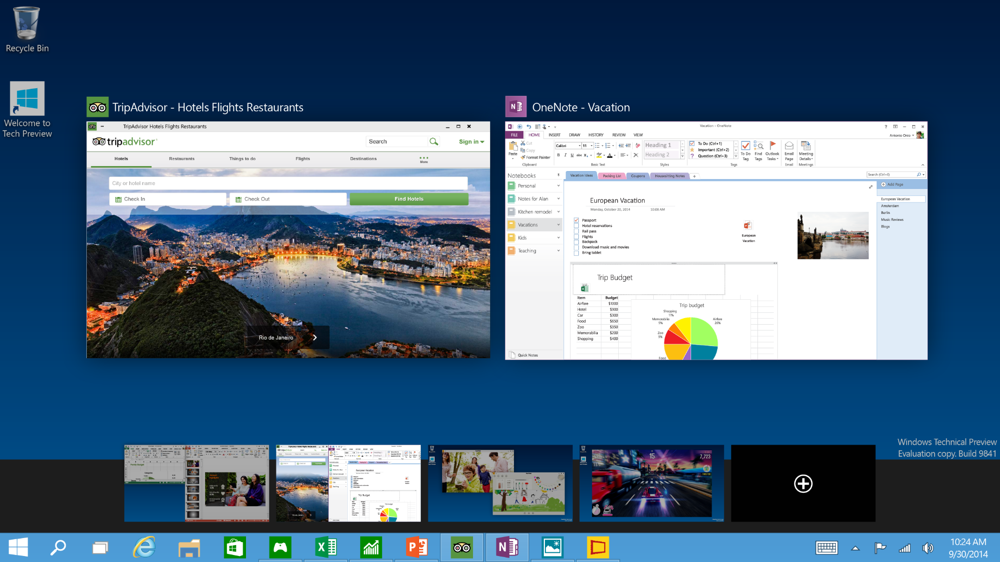 Recycle Bin
Welcome to
Tech Preview
TripAdvisor - Hotels Flights Restaurants
TripAdvisor Hotels Flights Restaurants
tripadvisor
Search
Sign in
Hotels
Restaurants
Things to do
Flights
Destinations
More
City or hotel name
Check In
Check Out
Find Hotels
Rio de Janeiro
OneNote - Vacation
Vacation - OneNote
FILE
HOME
INSERT
DRAW
HISTORY
REVIEW
VIEW
Antonio Onio
Paste
Cut
Copy
Format Painter
Clipboard
Calibri
11
B I U abc
Basic Text
Heading 1
Heading 2
Styles
To Do (Ctrl+1)
Important (Ctrl+2)
Question (Ctrl+3)
To Do
Tag
Find
Tags
Outlook
Tasks
Tags
Email
Page
Email
Meeting
Details
Meetings
Notebooks
Personal
Notes for Alan
Kitchen remodel
Vacations
Kids
Teaching
Quick Notes
Vacation Ideas
Packing List
Coupons
Housesitting Notes
Search (Ctrl+E)
Add Page
European Vacation
Amsterdam
Berlin
Music Reviews
Blogs
European Vacation
Monday, October 20, 2014
10:08 AM
Passport
Hotel reservations
Rail pass
Flights
Backpack
Download music and movies
Bring tablet
European
Vacation
Trip Budget
Item Budget
Airfare $1000
Hotel $900
Car $300
Food $650
Zoo $350
Memorabilia $200
Shopping $400
Trip budget
Shopping
11%
Memorabilia
5%
Zoo
9%
Food
Airfare
26%
15
7,723
Windows Technical Preview
Evaluation copy. Build 9841
10:24 AM
9/30/2014